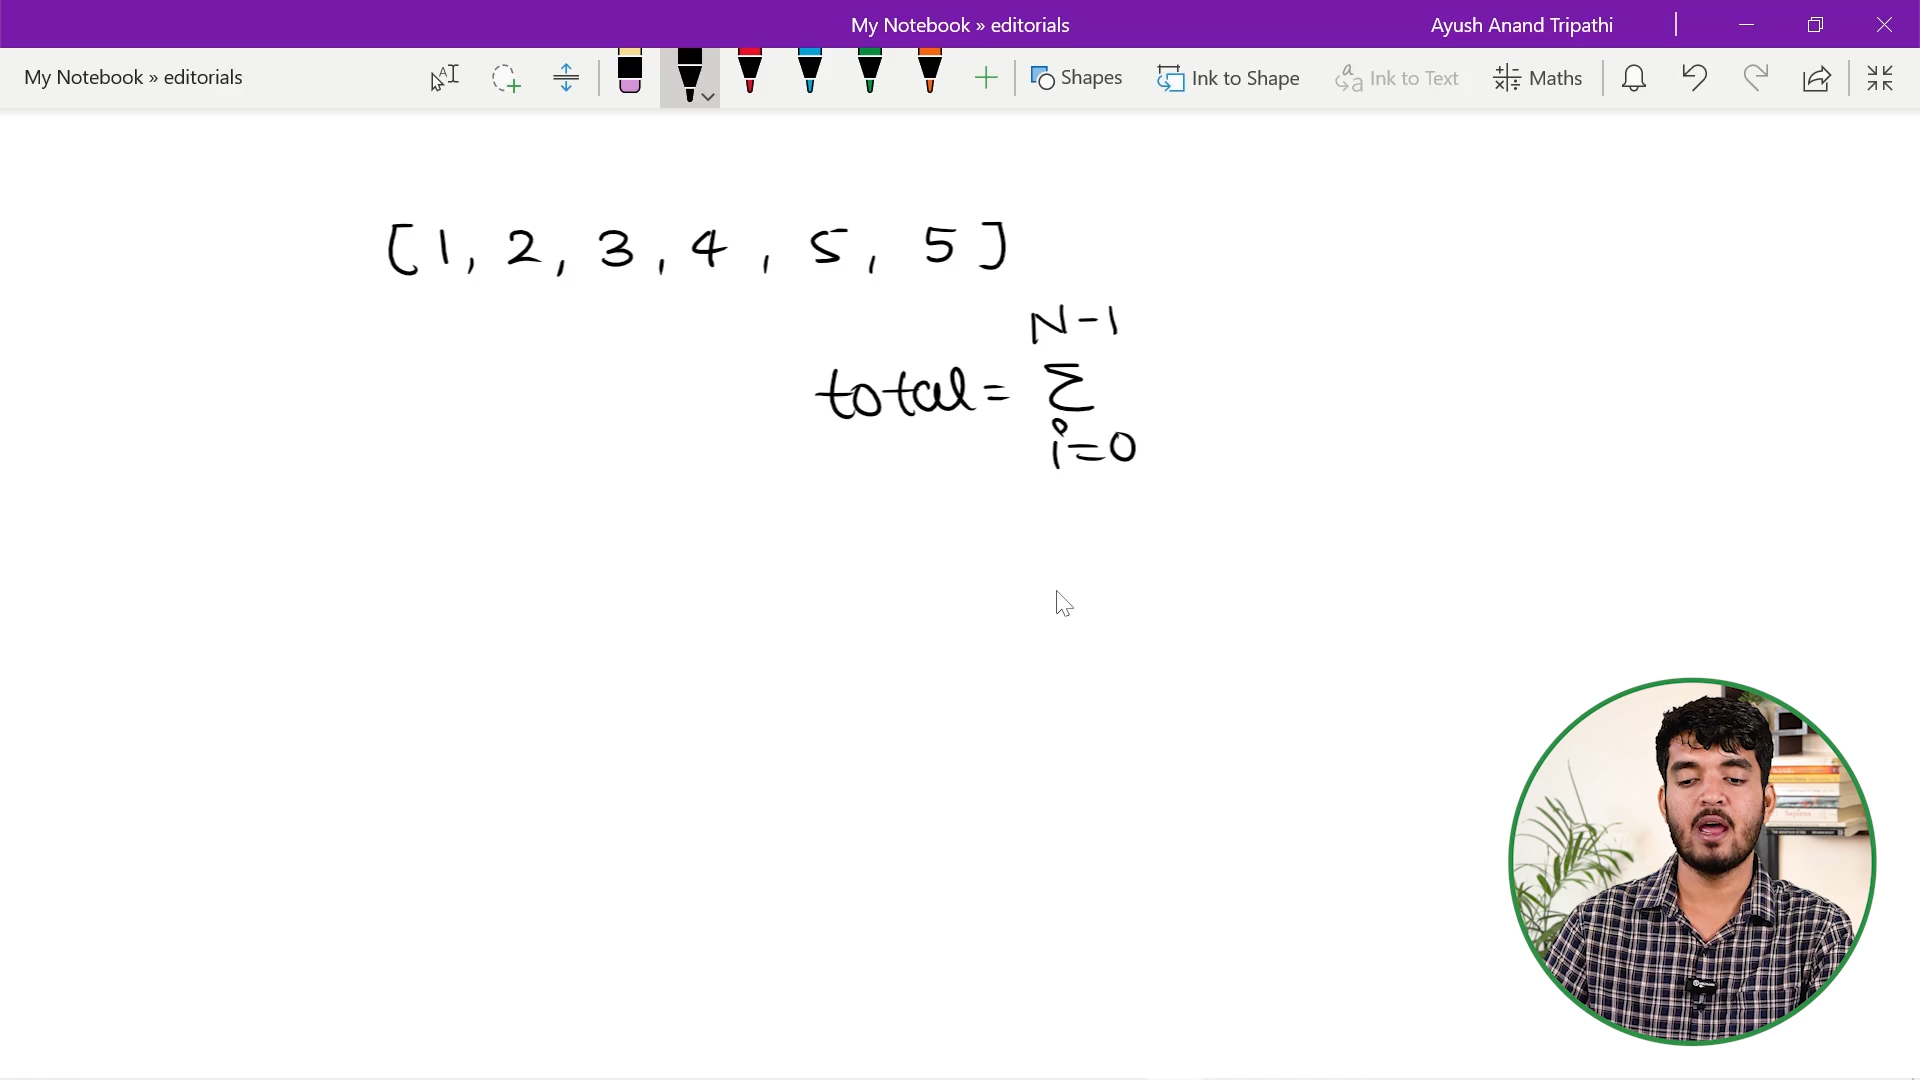 My Notebook » editorials
Ayush Anand Tripathi
My Notebook » editorials
Shapes
Ink to Shape
Ink to Text
Maths
[1, 2, 3, 4, 5, 5]
N-1
total= Σ
i=0
Sapiens